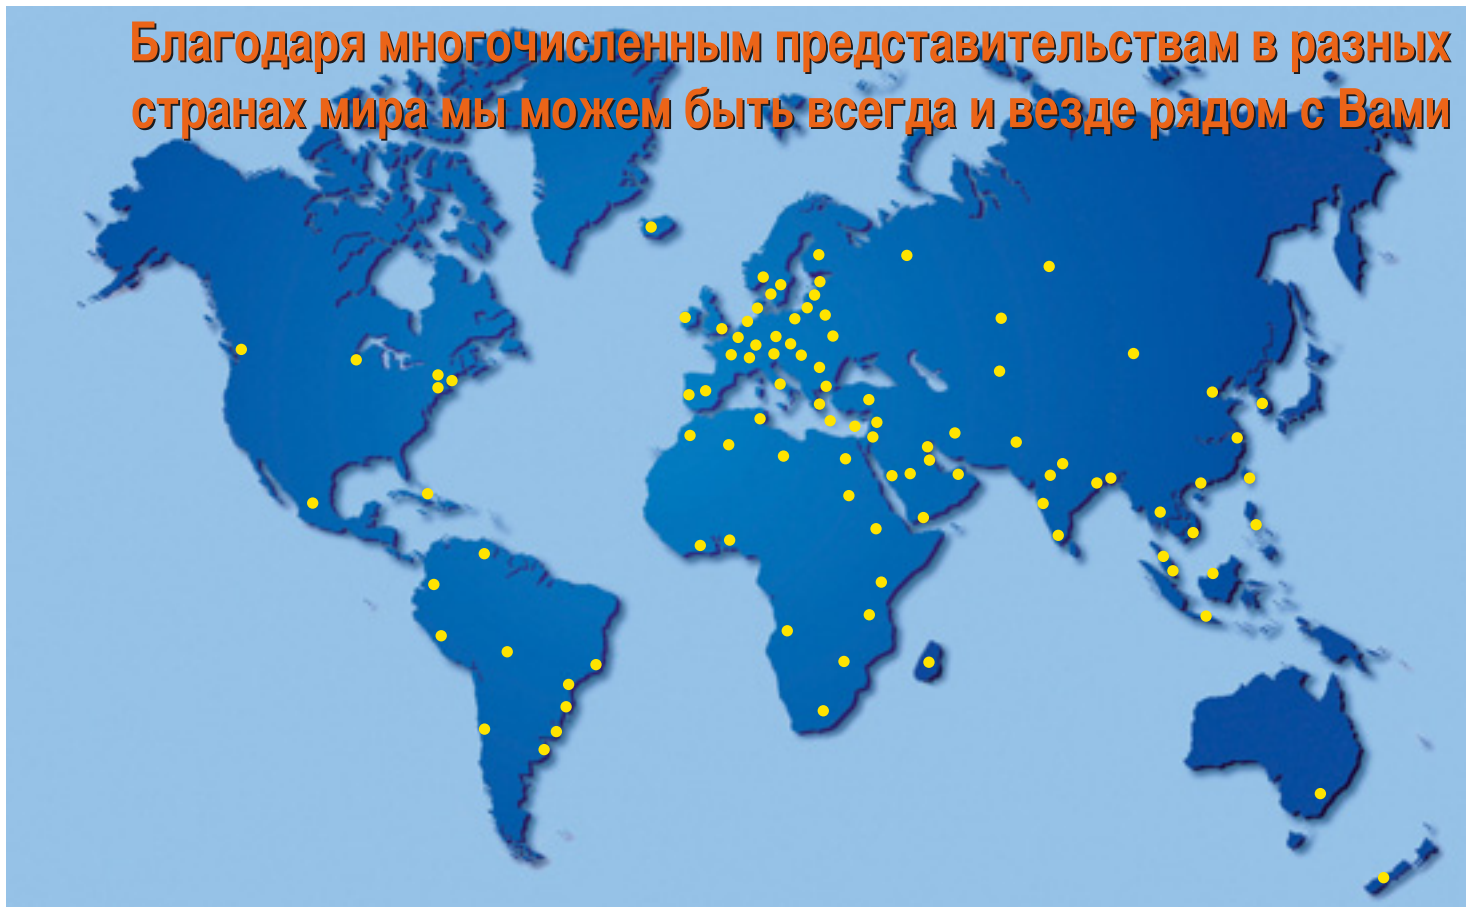 Благодаря многочисленным представительствам в разных
странах мира мы можем быть всегда и везде рядом с Вами